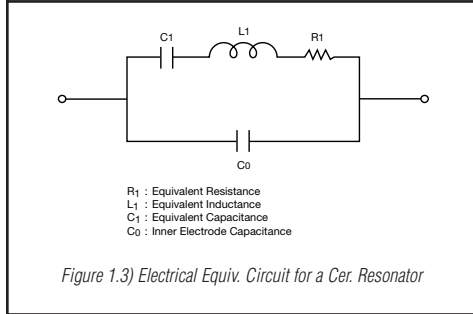 C1
L1
R1
C0
R1 : Equivalent Resistance
L1 : Equivalent Inductance
C1 : Equivalent Capacitance
C0 : Inner Electrode Capacitance
Figure 1.3) Electrical Equiv. Circuit for a Cer. Resonator